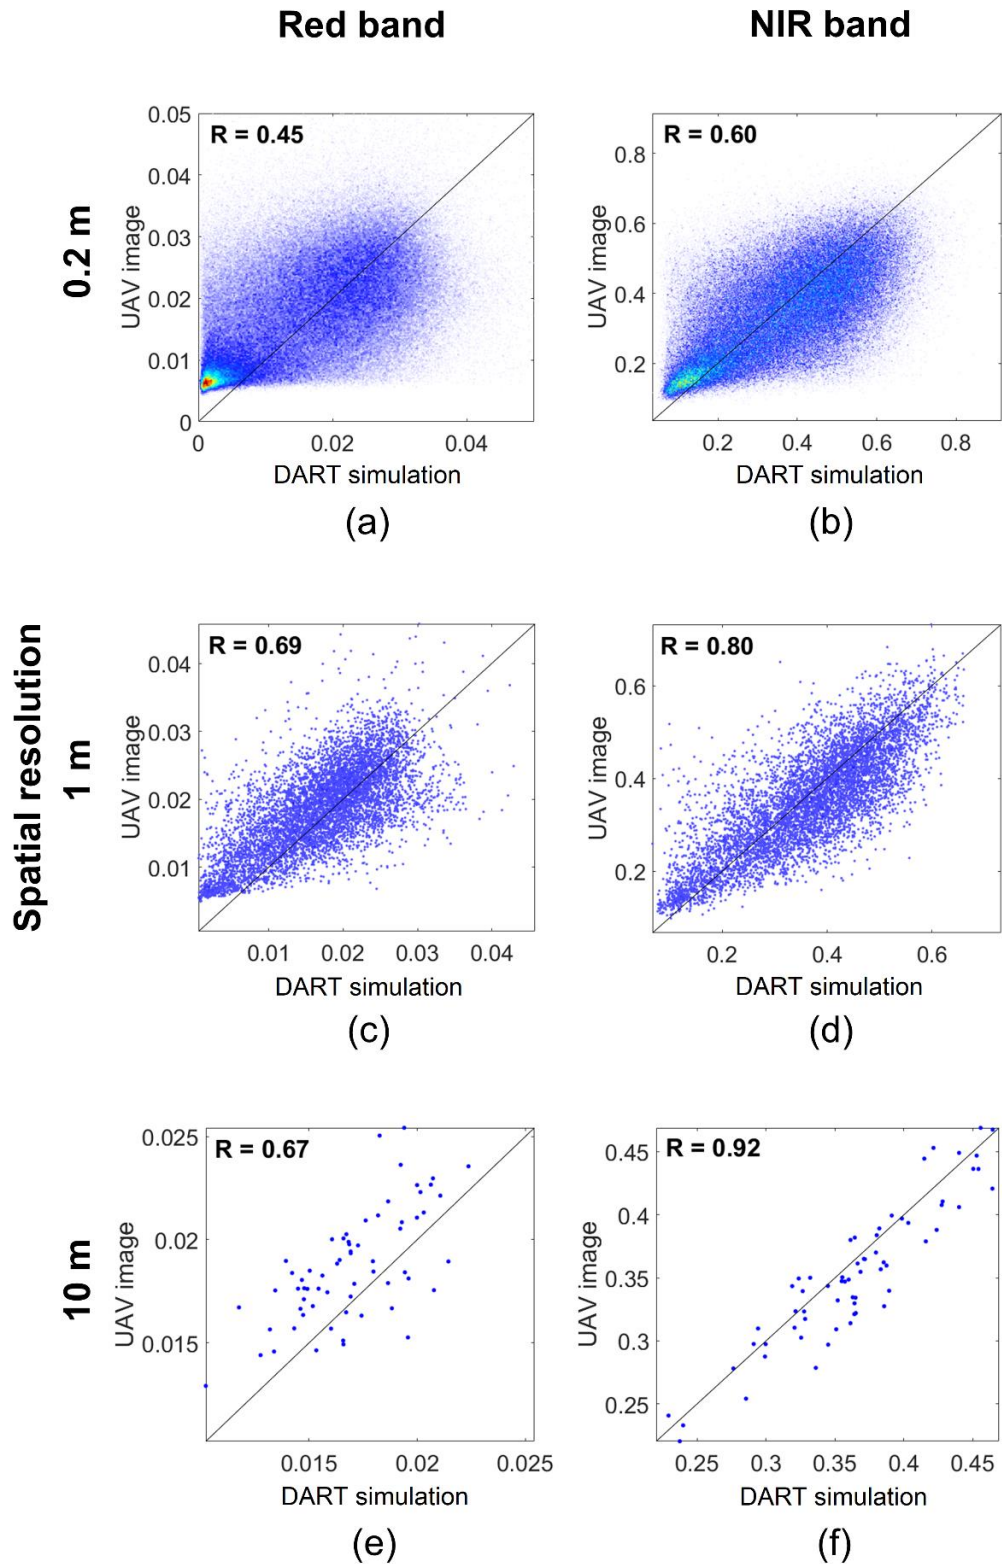 Red band
NIR band
Spatial resolution
0.2 m
R = 0.45
0.05
0.04
0.03
0.02
0.01
0
UAV image
0
0.02
0.04
DART simulation
(a)
R = 0.60
0.8
0.6
0.4
0.2
UAV image
0.2
0.4
0.6
0.8
DART simulation
(b)
1 m
R = 0.69
0.04
0.03
0.02
0.01
UAV image
0.01
0.02
0.03
0.04
DART simulation
(c)
R = 0.80
0.6
0.4
0.2
UAV image
0.2
0.4
0.6
DART simulation
(d)
10 m
R = 0.67
0.025
0.02
0.015
UAV image
0.015
0.02
0.025
DART simulation
(e)
R = 0.92
0.45
0.4
0.35
0.3
0.25
UAV image
0.25
0.3
0.35
0.4
0.45
DART simulation
(f)